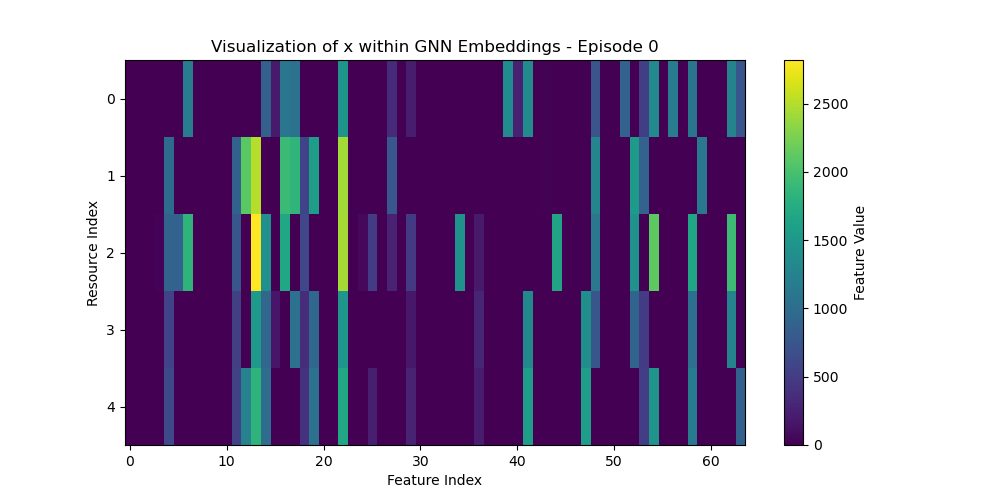 Visualization of x within GNN Embeddings - Episode 0
Resource Index
0
1
2
3
4
0 10 20 30 40 50 60
Feature Index
2500
2000
1500
1000
500
0
Feature Value